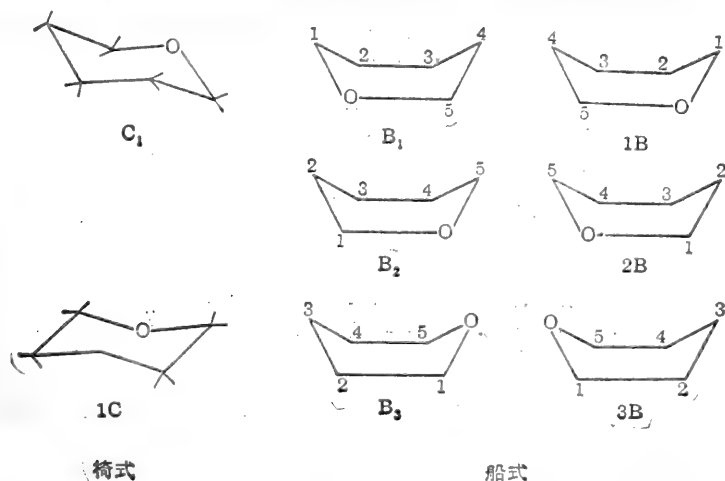 O
C₁
1 2 3 4 O 5
B₁
4 3 2 1 5 O
1B
2 3 4 5 1 O
B₂
5 4 3 2 O 1
2B
O
1C
3 4 5 O 2 1
B₃
O 5 4 3 1 2
3B
椅式
船式